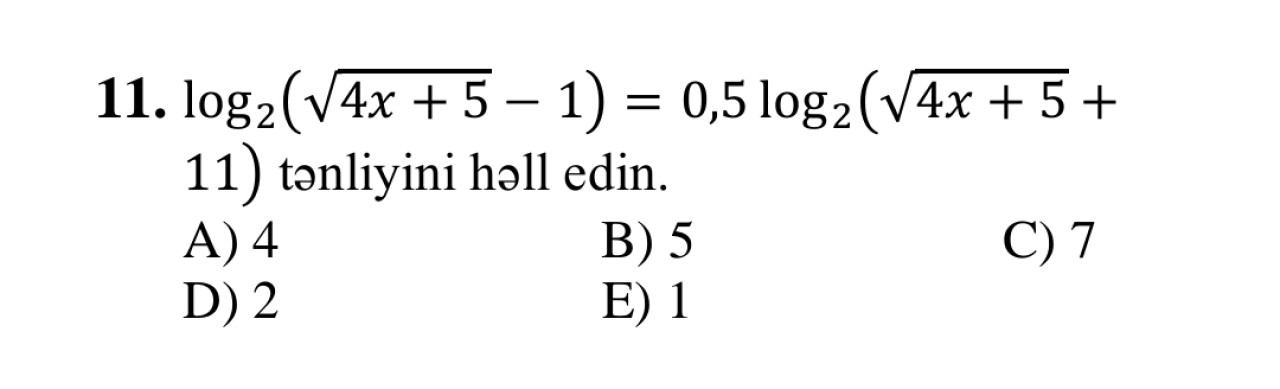 11. log₂(√4x + 5 − 1) = 0,5 log₂(√4x + 5 +
11) tənliyini həll edin.
A) 4 B) 5 C) 7
D) 2 E) 1